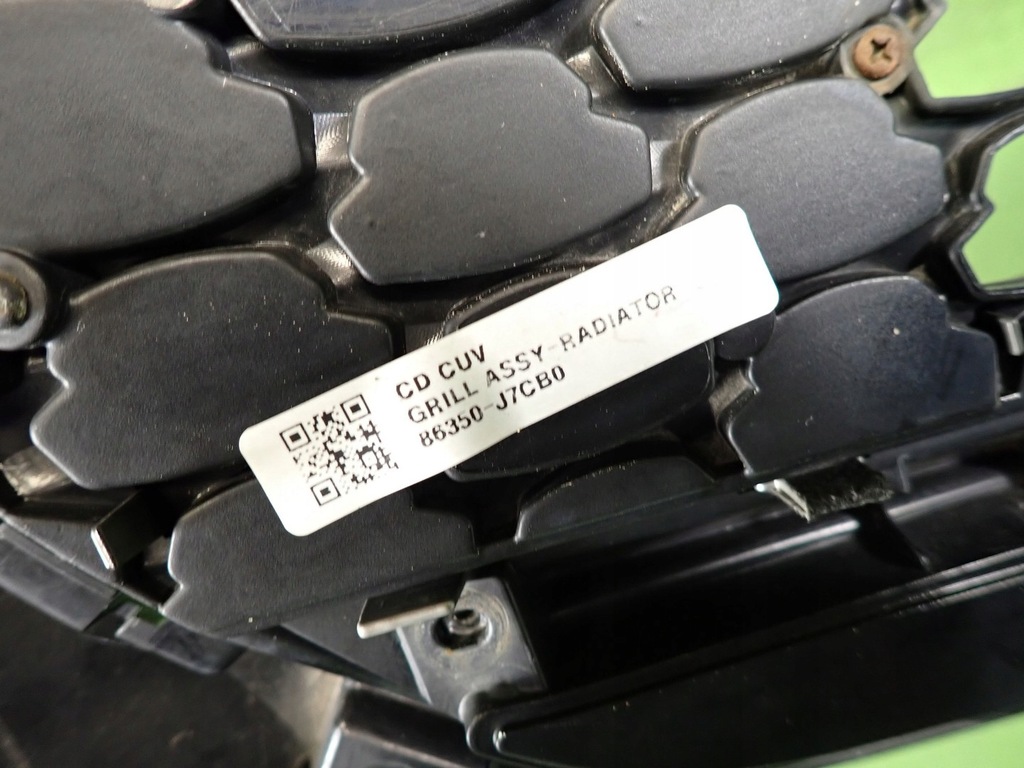 CD CUV
GRILL ASSY-RADIATOR
86350-J7CB0